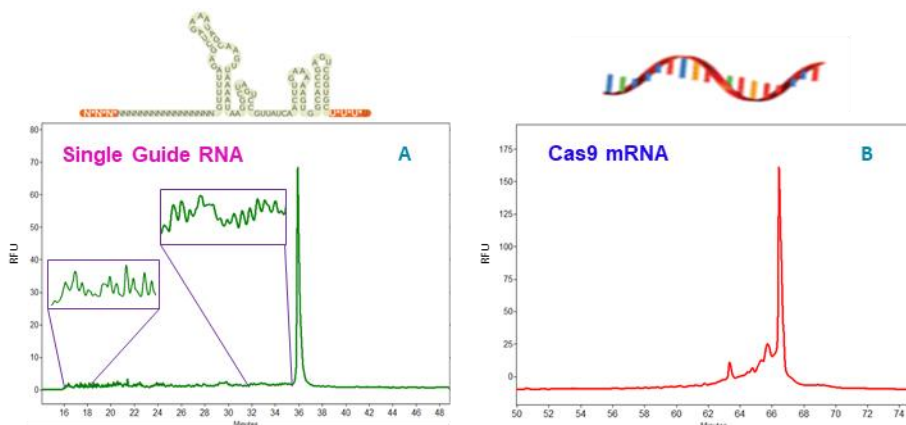 N*N*N*
GUUAUCA
U*U*U*
Single Guide RNA
A
RFU
80
70
60
50
40
30
20
10
0
16 18 20 22 24 26 28 30 32 34 36 38 40 42 44 46 48
Minutes
Cas9 mRNA
B
RFU
175
150
125
100
75
50
25
0
50 52 54 56 58 60 62 64 66 68 70 72 74
Minutes